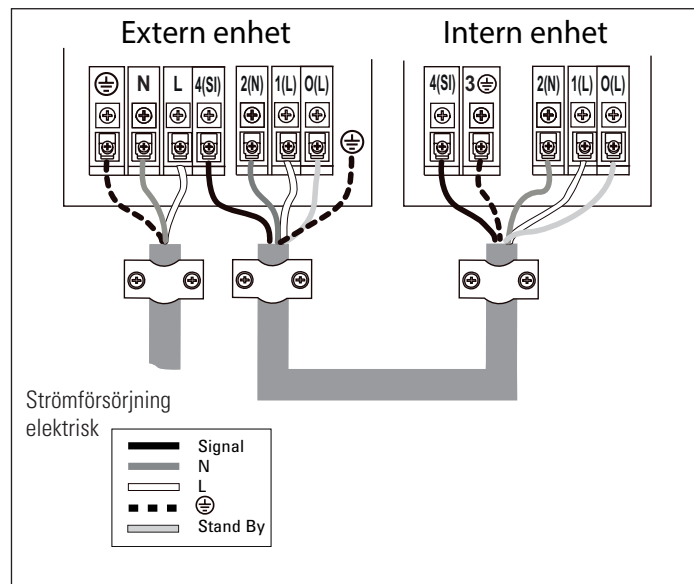 Extern enhet Intern enhet
N L 4(SI) 2(N) 1(L) O(L) 4(SI) 3 2(N) 1(L) O(L)
Strömförsörjning
elektrisk
Signal
N
L
Stand By